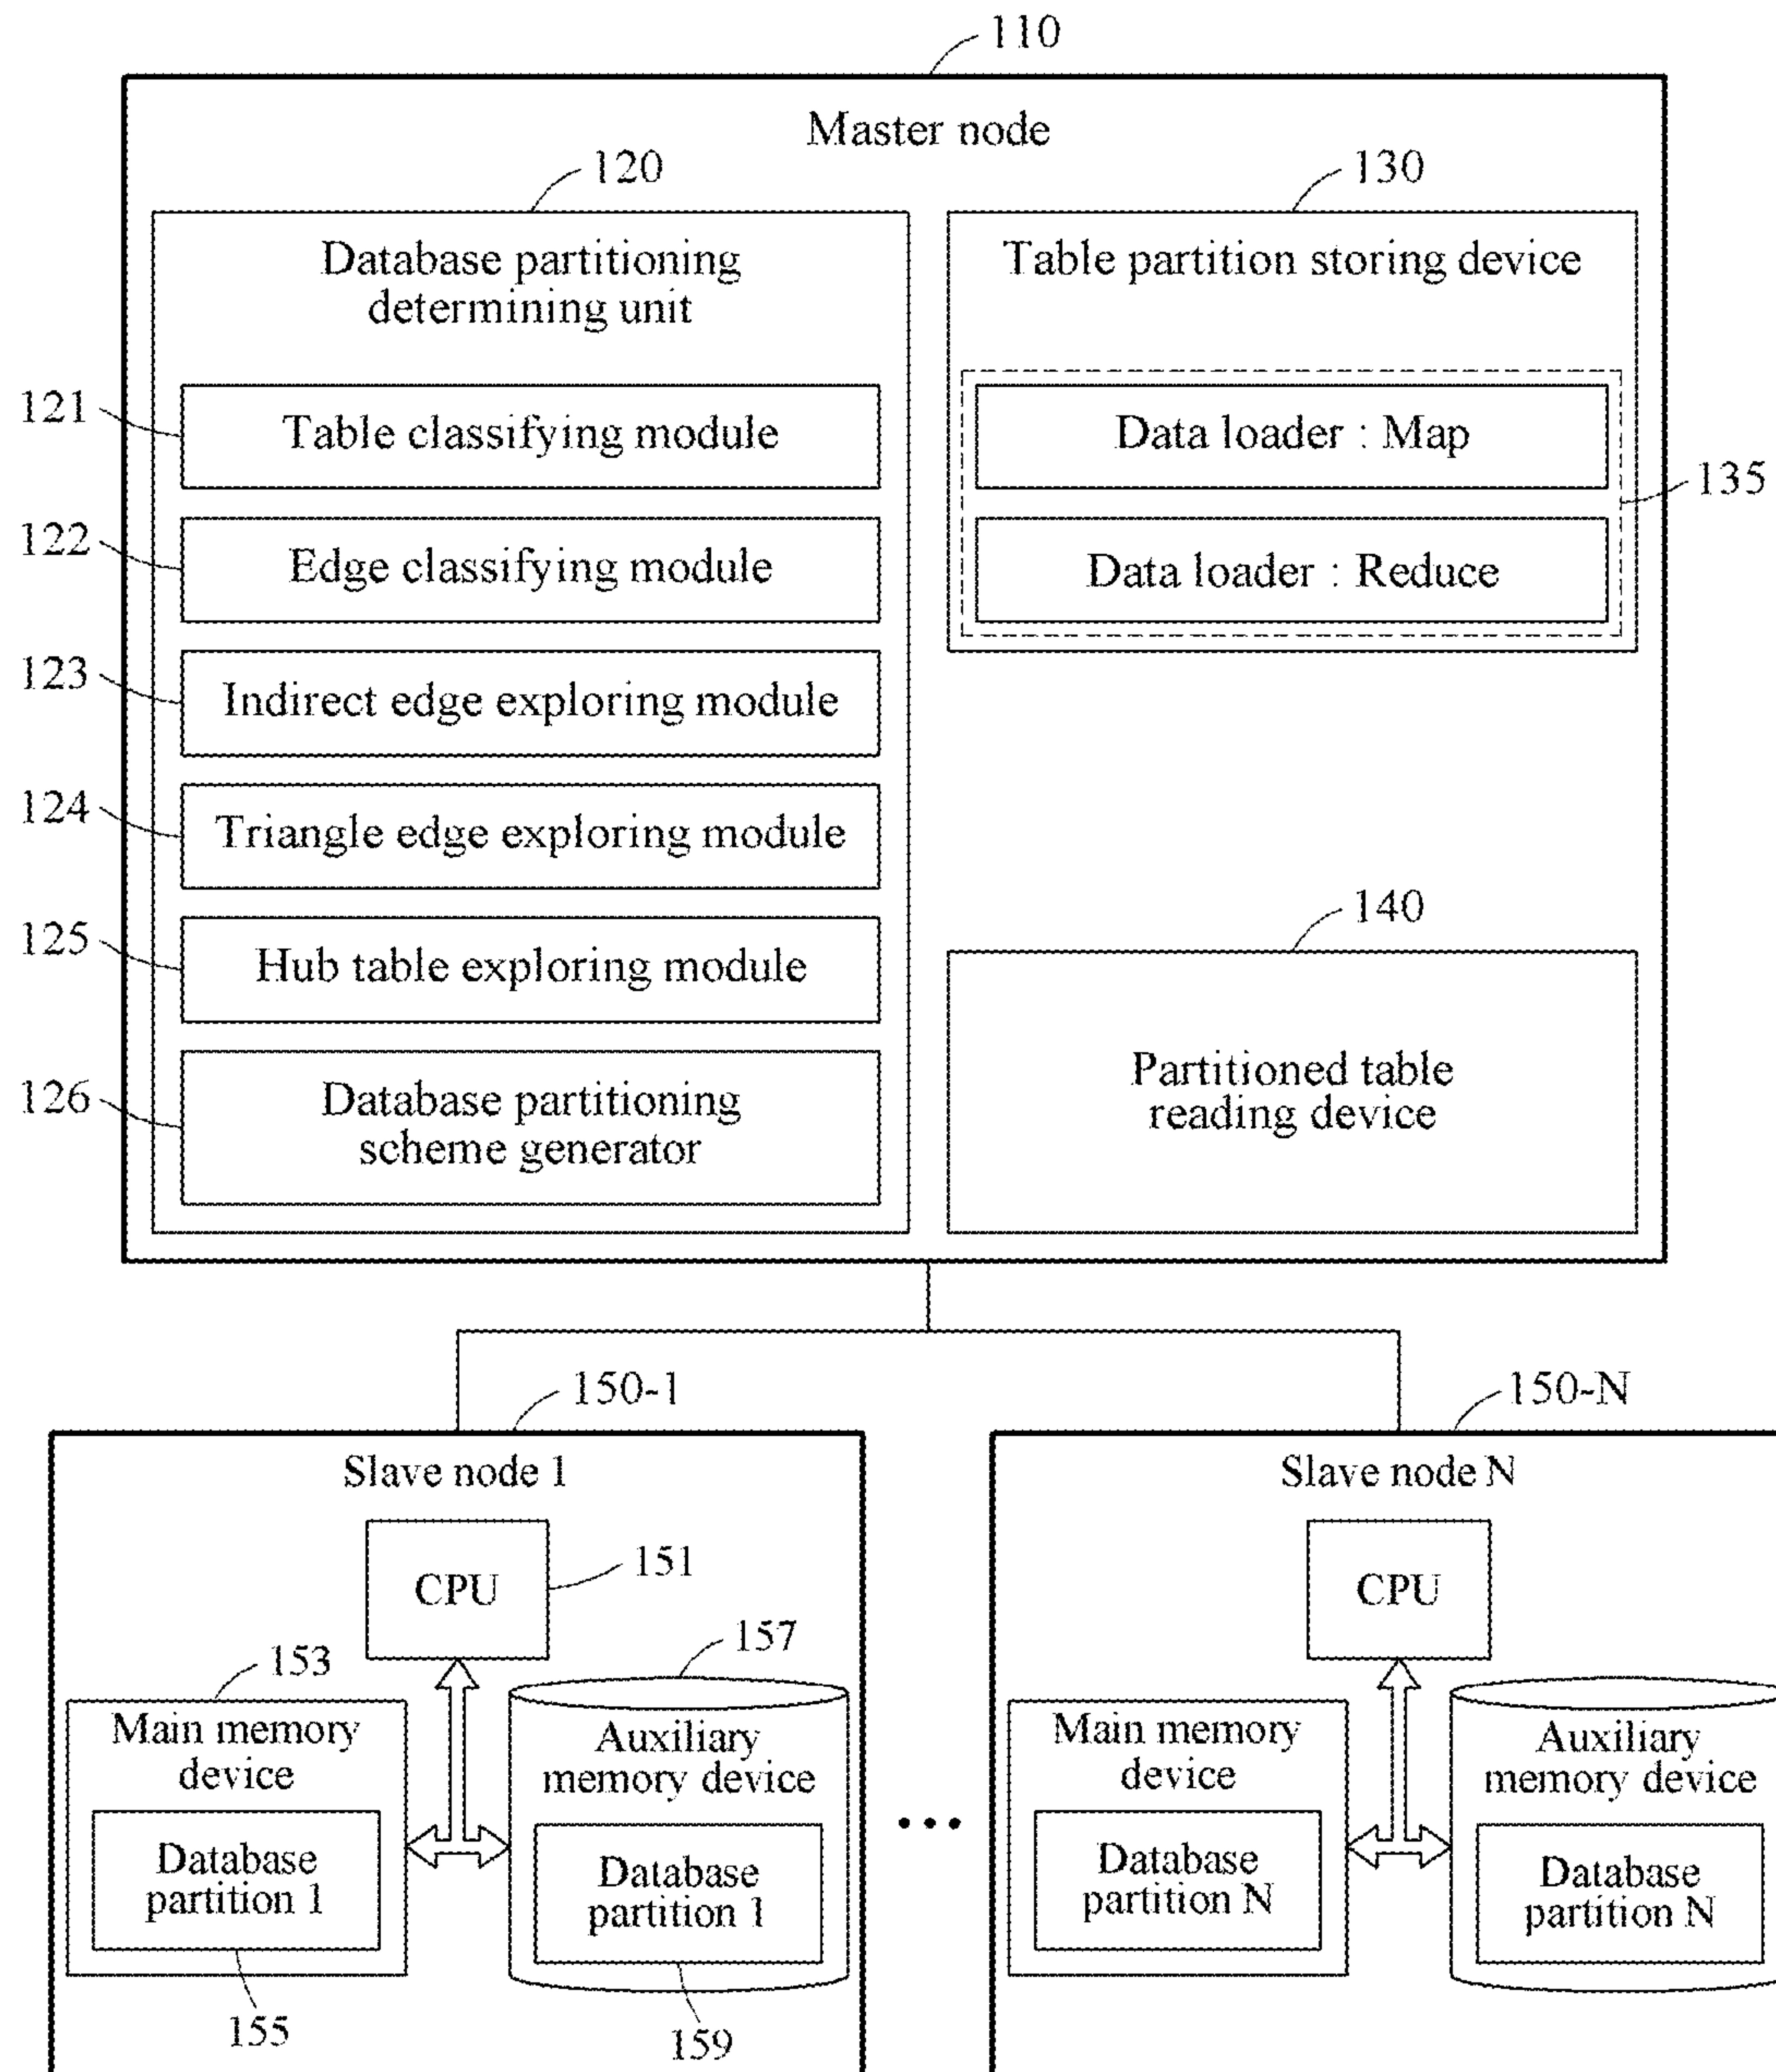 110
Master node
120
130
Database partitioning
determining unit
Table partition storing device
121
Table classifying module
Data loader : Map
135
122
Edge classifying module
Data loader : Reduce
123
Indirect edge exploring module
124
Triangle edge exploring module
125
Hub table exploring module
140
126
Database partitioning
scheme generator
Partitioned table
reading device
150-1
150-N
Slave node 1
CPU
151
153
157
Main memory
device
Auxiliary
memory device
Database
partition 1
Database
partition 1
155
159
...
Slave node N
CPU
Main memory
device
Auxiliary
memory device
Database
partition N
Database
partition N